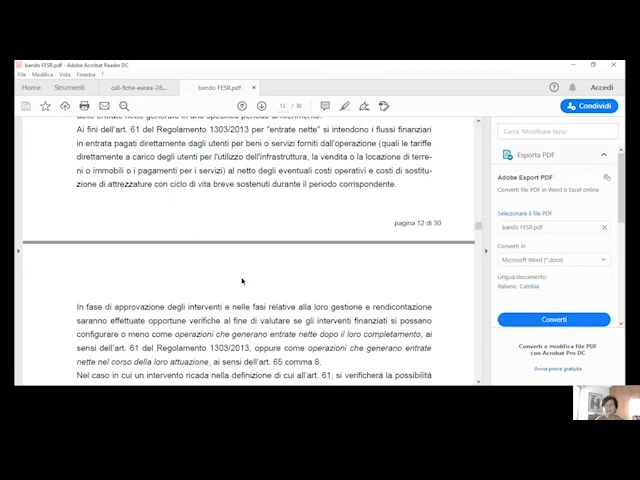 bando FESR.pdf - Adobe Acrobat Reader DC
File Modifica Vista Finestra ?
Home Strumenti call-fiche-eacea-28... bando FESR.pdf × Accedi
/ 30 Condividi
Ai fini dell'art. 61 del Regolamento 1303/2013 per "entrate nette" si intendono i flussi finanziari
in entrata pagati direttamente dagli utenti per beni o servizi forniti dall'operazione (quali le tariffe
direttamente a carico degli utenti per l'utilizzo dell'infrastruttura, la vendita o la locazione di terre-
ni o immobili o i pagamenti per i servizi) al netto degli eventuali costi operativi e costi di sostitu-
zione di attrezzature con ciclo di vita breve sostenuti durante il periodo corrispondente.
pagina 12 di 30
In fase di approvazione degli interventi e nelle fasi relative alla loro gestione e rendicontazione
saranno effettuate opportune verifiche al fine di valutare se gli interventi finanziati si possano
configurare o meno come operazioni che generano entrate nette dopo il loro completamento, ai
sensi dell'art. 61 del Regolamento 1303/2013, oppure come operazioni che generano entrate
nette nel corso della loro attuazione, ai sensi dell'art. 65 comma 8.
Nel caso in cui un intervento ricada nella definizione di cui all'art. 61, si verificherà la possibilità
Cerca 'Modificare testo'
Esporta PDF
Adobe Export PDF
Converti file PDF in Word o Excel online
Selezionare il file PDF
bando FESR.pdf ×
Converti in
Microsoft Word (*.docx)
Lingua documento:
Italiano Cambia
Converti
Converti e modifica file PDF
con Acrobat Pro DC
Avvia prova gratuita